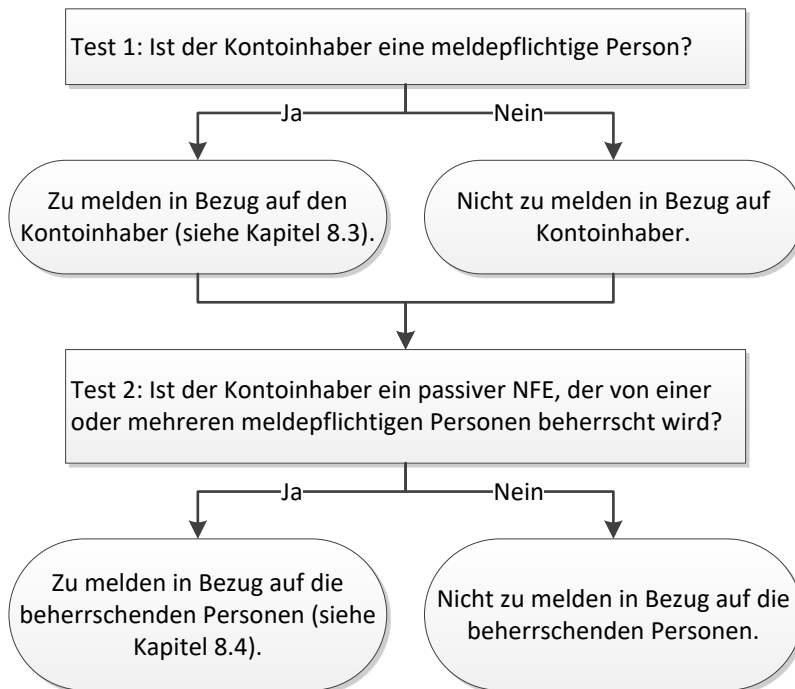 Test 1: Ist der Kontoinhaber eine meldepflichtige Person?
Ja
Nein
Zu melden in Bezug auf den
Kontoinhaber (siehe Kapitel 8.3).
Nicht zu melden in Bezug auf
Kontoinhaber.
Test 2: Ist der Kontoinhaber ein passiver NFE, der von einer
oder mehreren meldepflichtigen Personen beherrscht wird?
Ja
Nein
Zu melden in Bezug auf die
beherrschenden Personen (siehe
Kapitel 8.4).
Nicht zu melden in Bezug auf die
beherrschenden Personen.